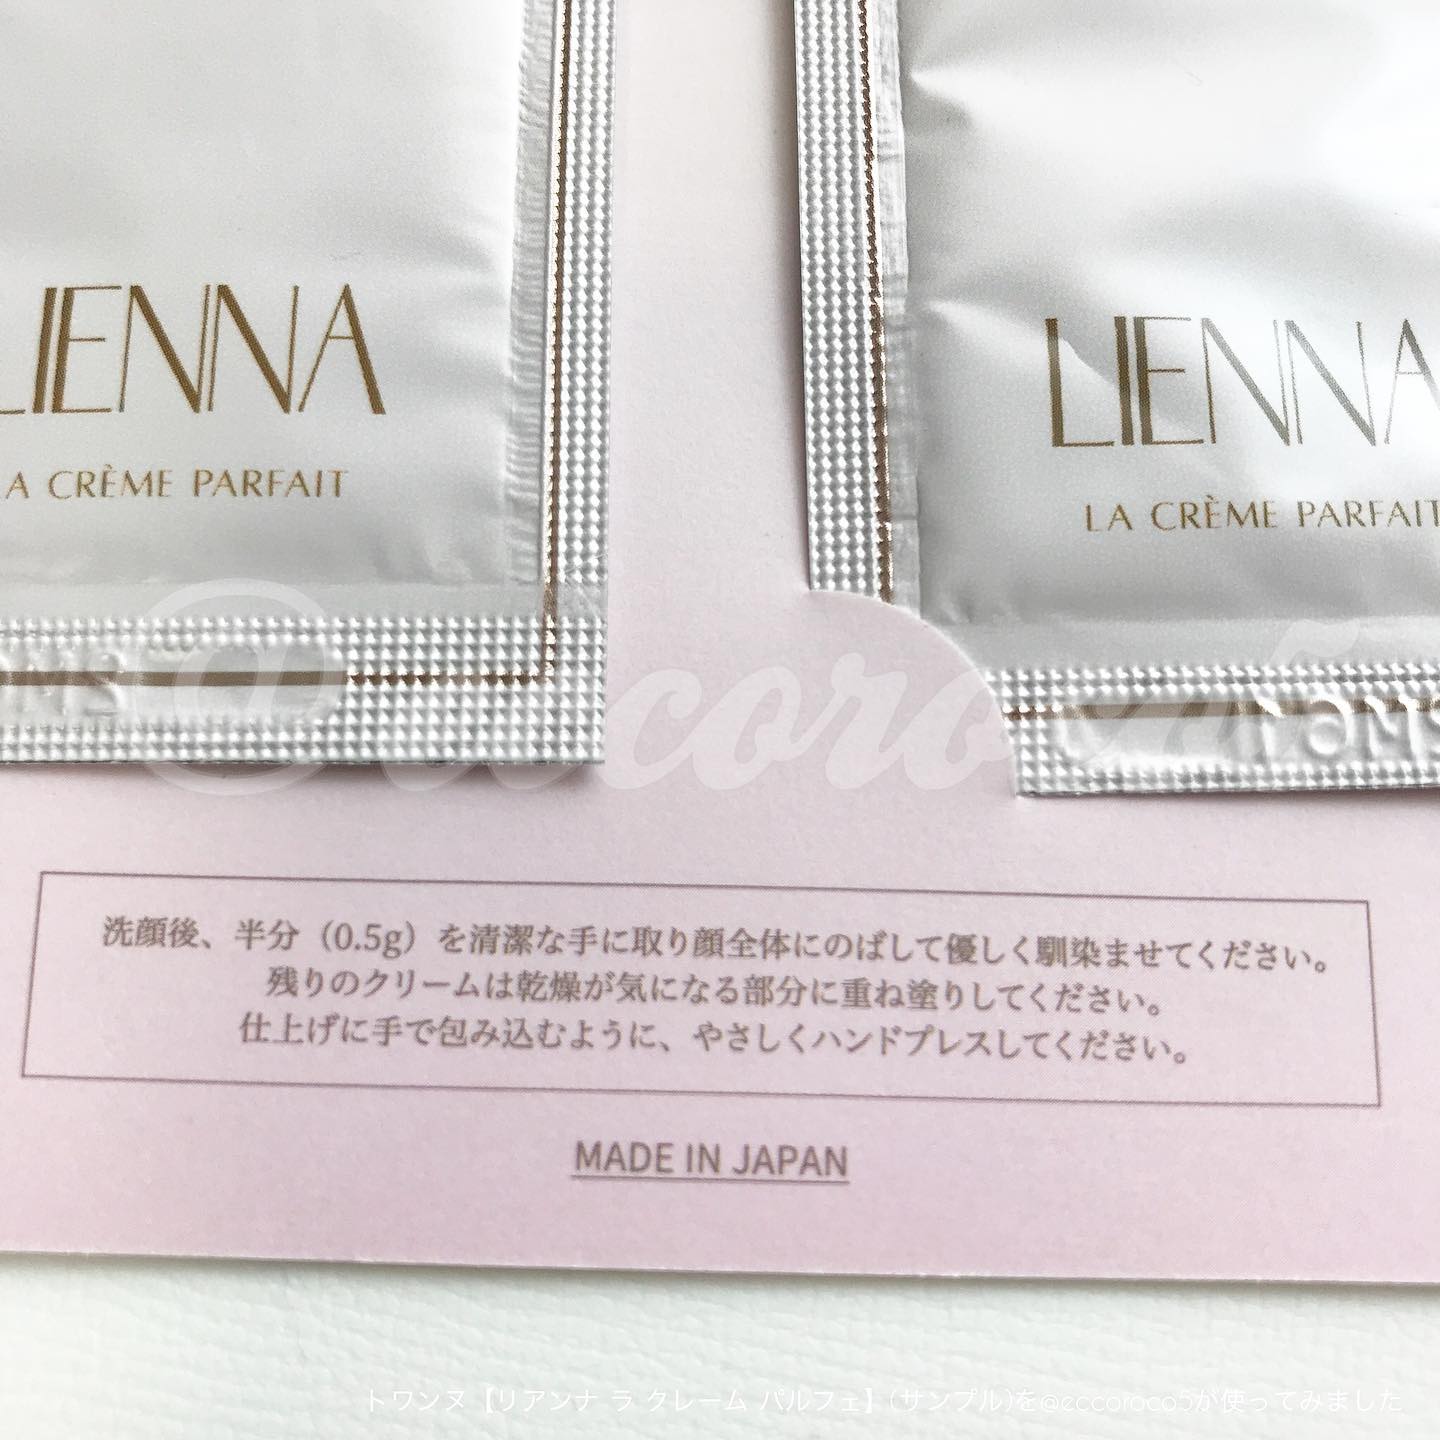 LIENNA
LA CRÈME PARFAIT
LIENNA
LA CRÈME PARFAIT
@eccoroco5
洗顔後、半分（0.5g）を清潔な手に取り顔全体にのばして優しく馴染ませてください。
残りのクリームは乾燥が気になる部分に重ね塗りしてください。
仕上げに手で包み込むように、やさしくハンドプレスしてください。
MADE IN JAPAN
トワンヌ【リアンナ ラ クレーム パルフェ】(サンプル)を@eccoroco5が使ってみました